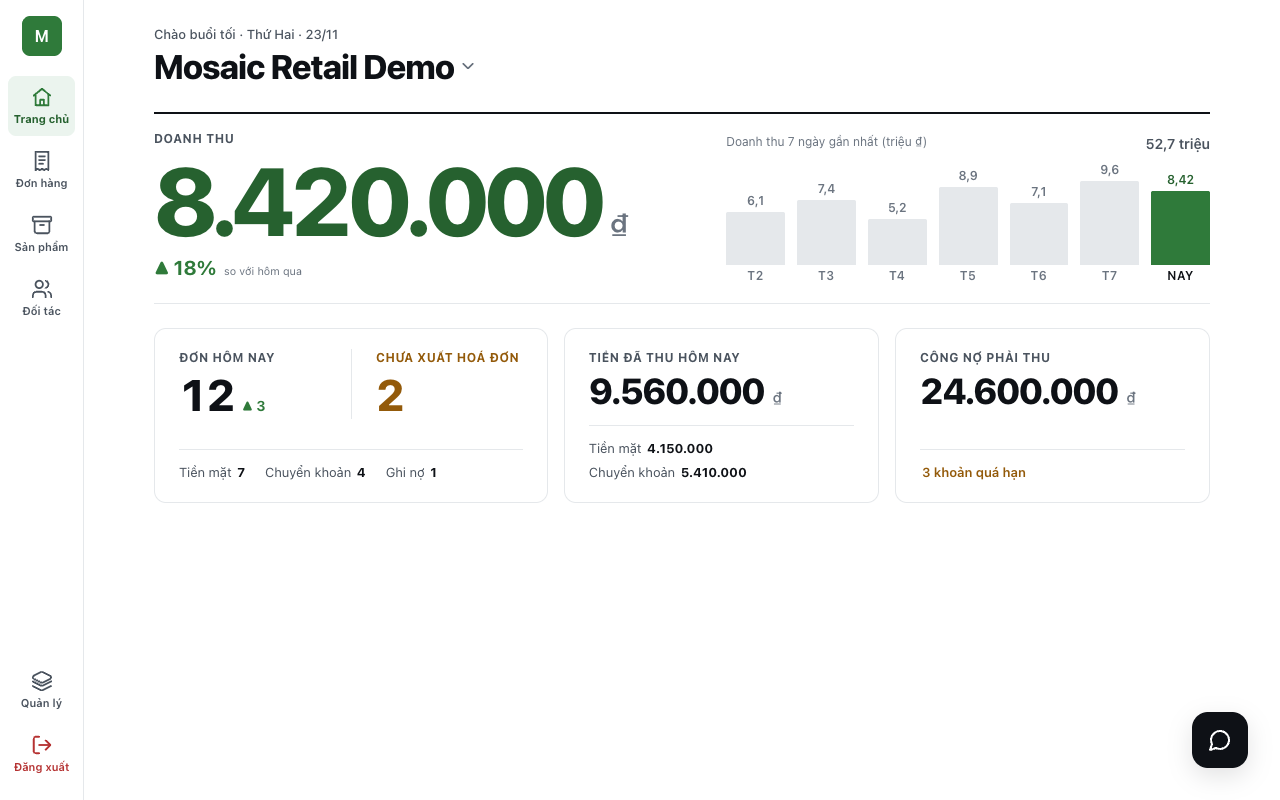 M
Trang chủ
Đơn hàng
Sản phẩm
Đối tác
Quản lý
Đăng xuất
Chào buổi tối · Thứ Hai · 23/11
Mosaic Retail Demo
DOANH THU
8.420.000 ₫
18% so với hôm qua
Doanh thu 7 ngày gần nhất (triệu ₫)
52,7 triệu
6,1 7,4 5,2 8,9 7,1 9,6 8,42
T2 T3 T4 T5 T6 T7 NAY
ĐƠN HÔM NAY
12 3
CHƯA XUẤT HOÁ ĐƠN
2
Tiền mặt 7 Chuyển khoản 4 Ghi nợ 1
TIỀN ĐÃ THU HÔM NAY
9.560.000 ₫
Tiền mặt 4.150.000
Chuyển khoản 5.410.000
CÔNG NỢ PHẢI THU
24.600.000 ₫
3 khoản quá hạn